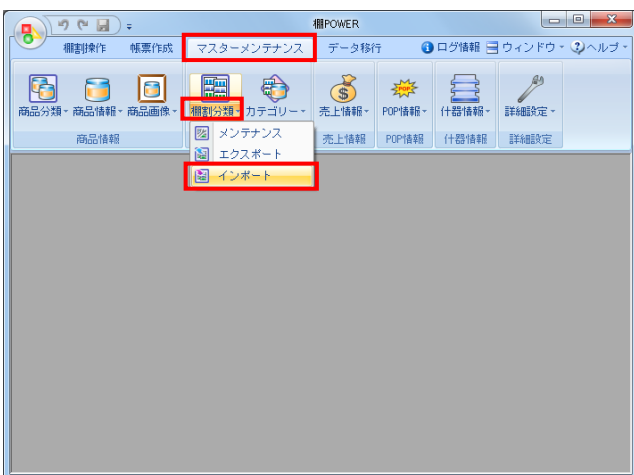 棚POWER
棚割操作 帳票作成 マスターメンテナンス データ移行 ログ情報 ウィンドウ ヘルプ
商品分類 商品情報 商品画像 棚割分類 カテゴリー 売上情報 POP情報 什器情報 詳細設定
商品情報 売上情報 POP情報 什器情報 詳細設定
メンテナンス
エクスポート
インポート